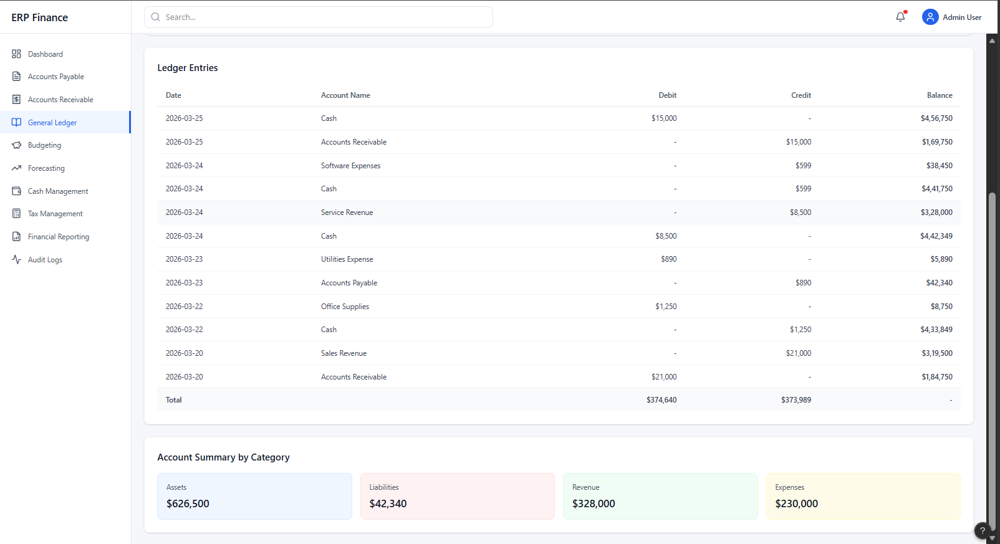 ERP Finance
Search...
Admin User
Dashboard
Accounts Payable
Accounts Receivable
General Ledger
Budgeting
Forecasting
Cash Management
Tax Management
Financial Reporting
Audit Logs
Ledger Entries
Date Account Name Debit Credit Balance
2026-03-25 Cash $15,000 - $4,56,750
2026-03-25 Accounts Receivable - $15,000 $1,69,750
2026-03-24 Software Expenses - $599 $38,450
2026-03-24 Cash - $599 $4,41,750
2026-03-24 Service Revenue - $8,500 $3,28,000
2026-03-24 Cash $8,500 - $4,42,349
2026-03-23 Utilities Expense $890 - $5,890
2026-03-23 Accounts Payable - $890 $42,340
2026-03-22 Office Supplies $1,250 - $8,750
2026-03-22 Cash - $1,250 $4,33,849
2026-03-20 Sales Revenue - $21,000 $3,19,500
2026-03-20 Accounts Receivable $21,000 - $1,84,750
Total $374,640 $373,989 -
Account Summary by Category
Assets Liabilities Revenue Expenses
$626,500 $42,340 $328,000 $230,000
?